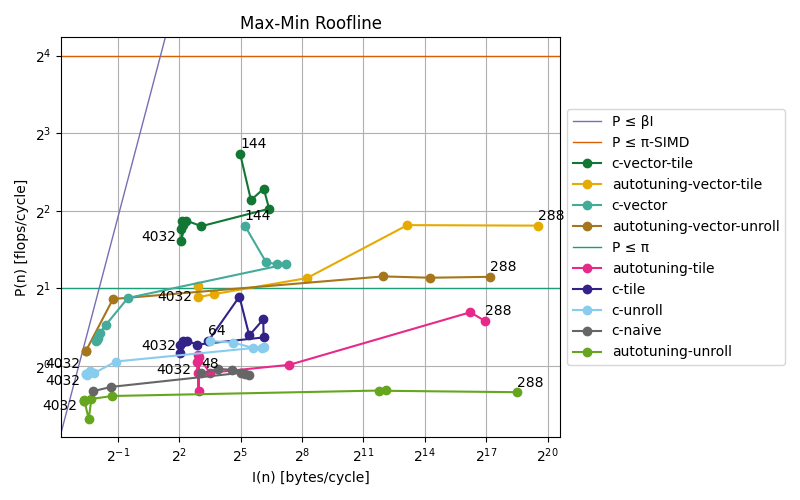 Max-Min Roofline
P(n) [flops/cycle]
2^4
2^3
2^2
2^1
2^0
144
144
288
4032
288
4032
64
288
4032
4032
48
4032
4032
288
4032
2^-1
2^2
2^5
2^8
2^11
2^14
2^17
2^20
I(n) [bytes/cycle]
P ≤ βI
P ≤ π-SIMD
c-vector-tile
autotuning-vector-tile
c-vector
autotuning-vector-unroll
P ≤ π
autotuning-tile
c-tile
c-unroll
c-naive
autotuning-unroll